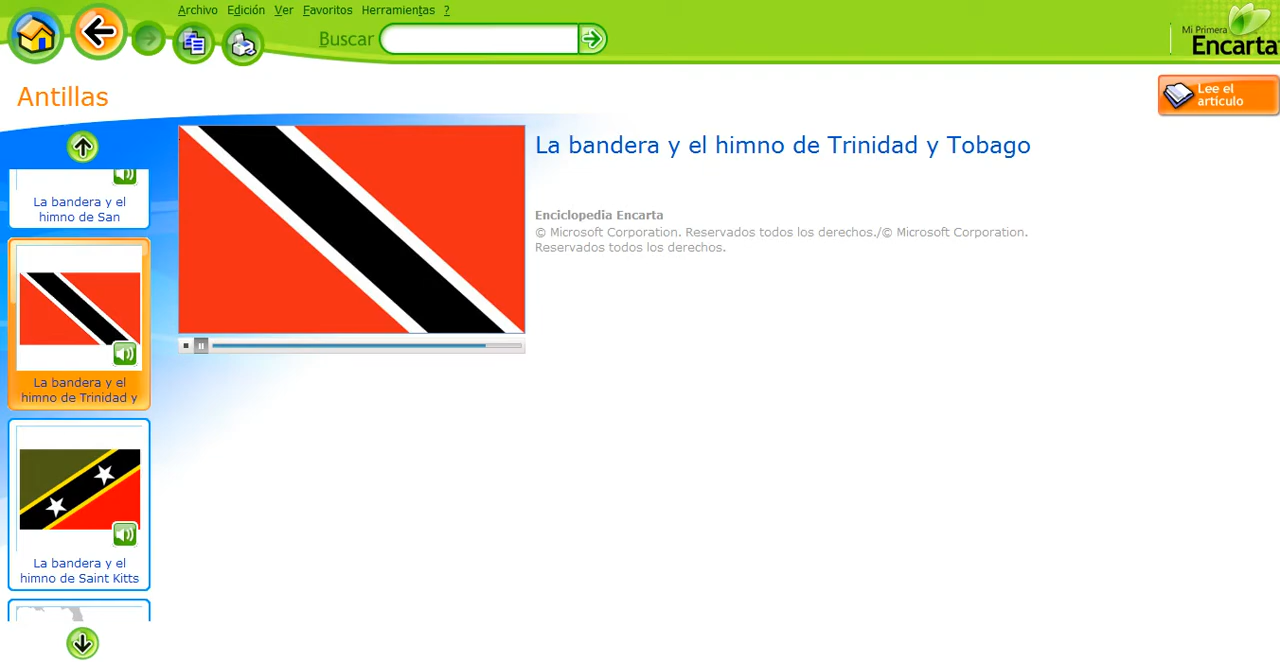 Archivo Edición Ver Favoritos Herramientas ?
Buscar
Mi Primera
Encarta
Antillas
Lee el
artículo
La bandera y el
himno de San
La bandera y el
himno de Trinidad y
La bandera y el
himno de Saint Kitts
La bandera y el himno de Trinidad y Tobago
Enciclopedia Encarta
© Microsoft Corporation. Reservados todos los derechos./© Microsoft Corporation.
Reservados todos los derechos.